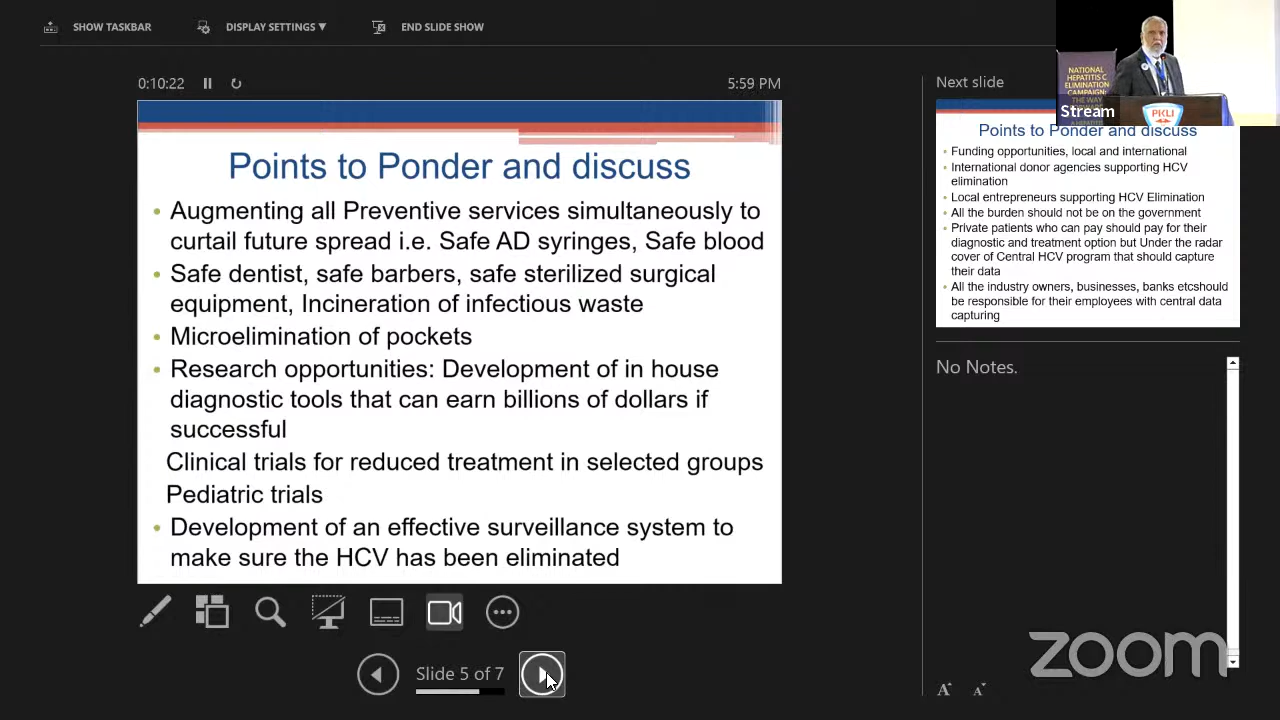 SHOW TASKBAR
DISPLAY SETTINGS ▼
END SLIDE SHOW
0:10:22
5:59 PM
Points to Ponder and discuss
• Augmenting all Preventive services simultaneously to
curtail future spread i.e. Safe AD syringes, Safe blood
• Safe dentist, safe barbers, safe sterilized surgical
equipment, Incineration of infectious waste
• Microelimination of pockets
• Research opportunities: Development of in house
diagnostic tools that can earn billions of dollars if
successful
Clinical trials for reduced treatment in selected groups
Pediatric trials
• Development of an effective surveillance system to
make sure the HCV has been eliminated
Slide 5 of 7
Next slide
Points to Ponder and discuss
• Funding opportunities, local and international
• International donor agencies supporting HCV
elimination
• Local entrepreneurs supporting HCV Elimination
• All the burden should not be on the government
• Private patients who can pay should pay for their
diagnostic and treatment option but Under the radar
cover of Central HCV program that should capture
their data
• All the industry owners, businesses, banks etcshould
be responsible for their employees with central data
capturing
No Notes.
A A
NATIONAL
HEPATITIS C
ELIMINATION
CAMPAIGN:
THE WAY
Stream
PKLI
zoom